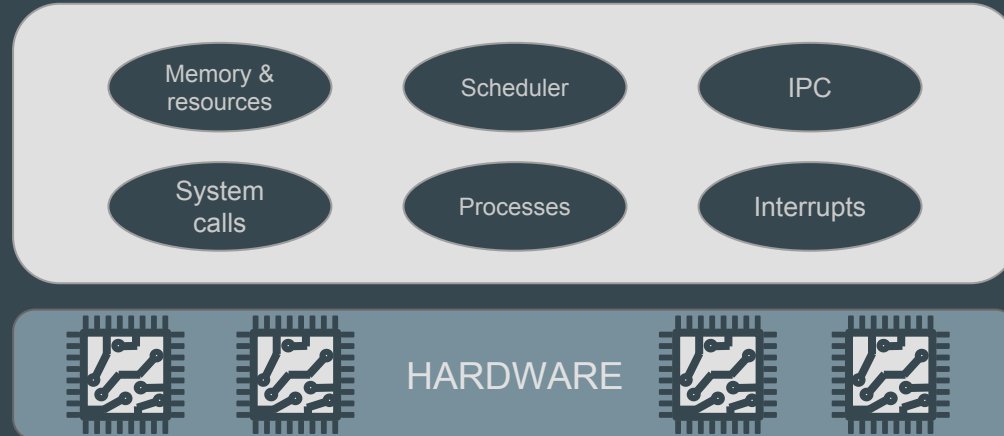 Memory &
resources
Scheduler
IPC
System
calls
Processes
Interrupts
HARDWARE